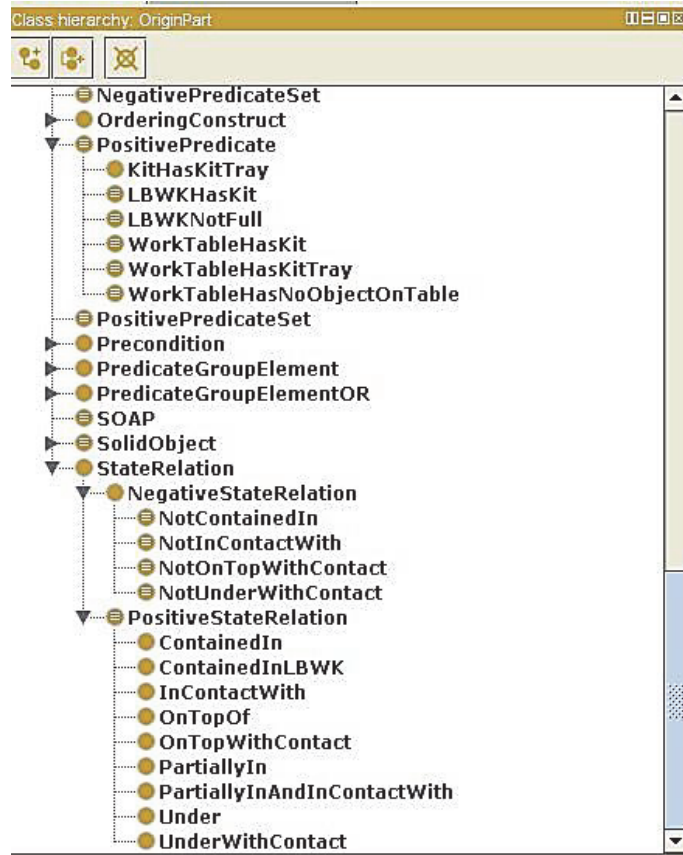 Class hierarchy: OriginPart
NegativePredicateSet
OrderingConstruct
PositivePredicate
KitHasKitTray
LBWKHasKit
LBWKNotFull
WorkTableHasKit
WorkTableHasKitTray
WorkTableHasNoObjectOnTable
PositivePredicateSet
Precondition
PredicateGroupElement
PredicateGroupElementOR
SOAP
SolidObject
StateRelation
NegativeStateRelation
NotContainedIn
NotInContactWith
NotOnTopWithContact
NotUnderWithContact
PositiveStateRelation
ContainedIn
ContainedInLBWK
InContactWith
OnTopOf
OnTopWithContact
PartiallyIn
PartiallyInAndInContactWith
Under
UnderWithContact